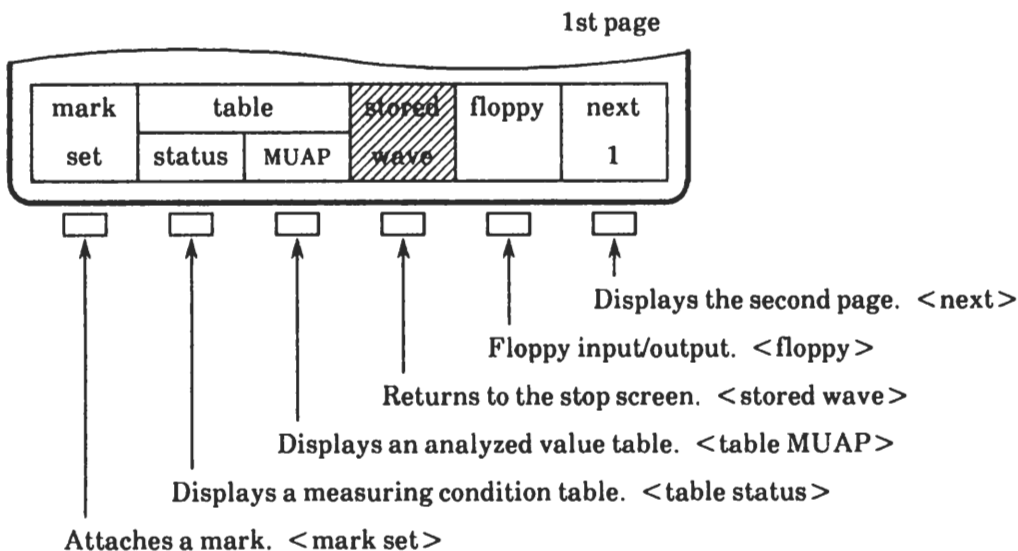 1st page
mark table stored floppy next
set status MUAP wave 1
Displays the second page. <next>
Floppy input/output. <floppy>
Returns to the stop screen. <stored wave>
Displays an analyzed value table. <table MUAP>
Displays a measuring condition table. <table status>
Attaches a mark. <mark set>